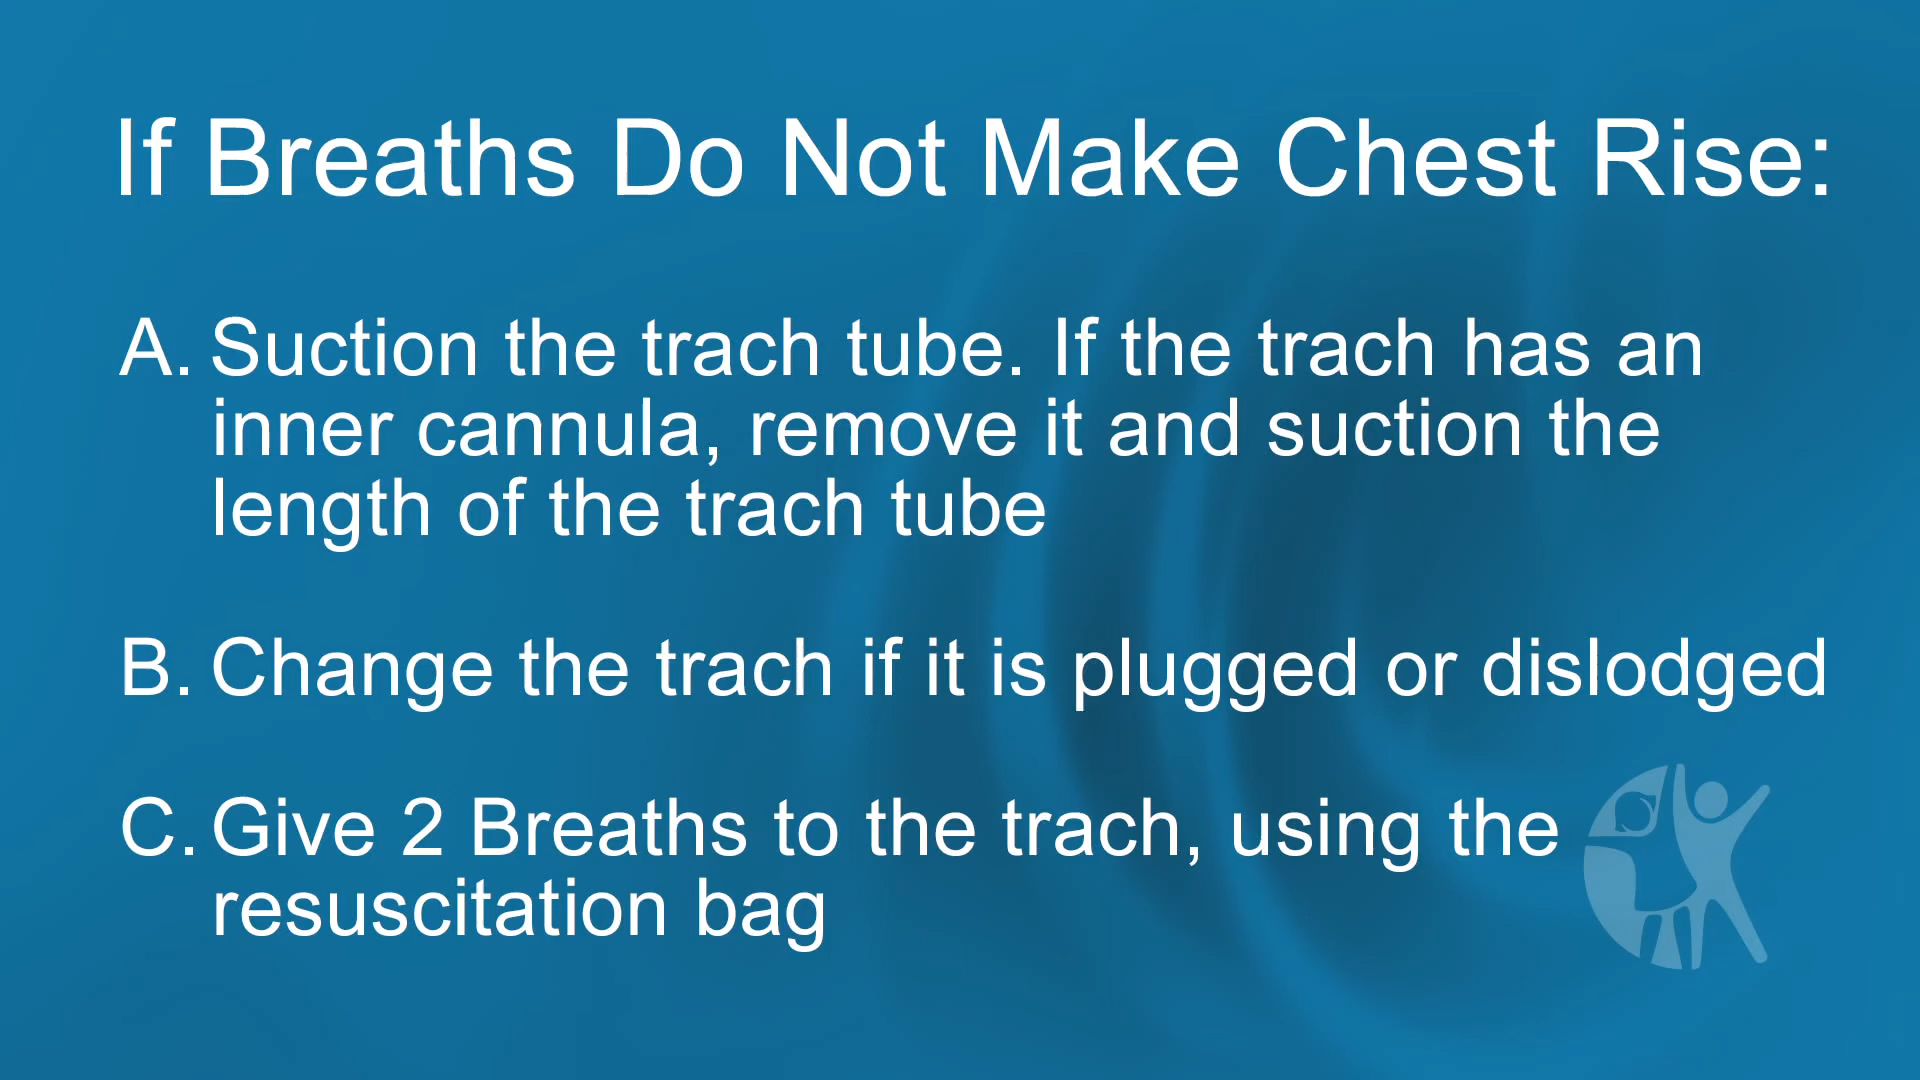 If Breaths Do Not Make Chest Rise:
A. Suction the trach tube. If the trach has an
inner cannula, remove it and suction the
length of the trach tube
B. Change the trach if it is plugged or dislodged
C. Give 2 Breaths to the trach, using the
resuscitation bag